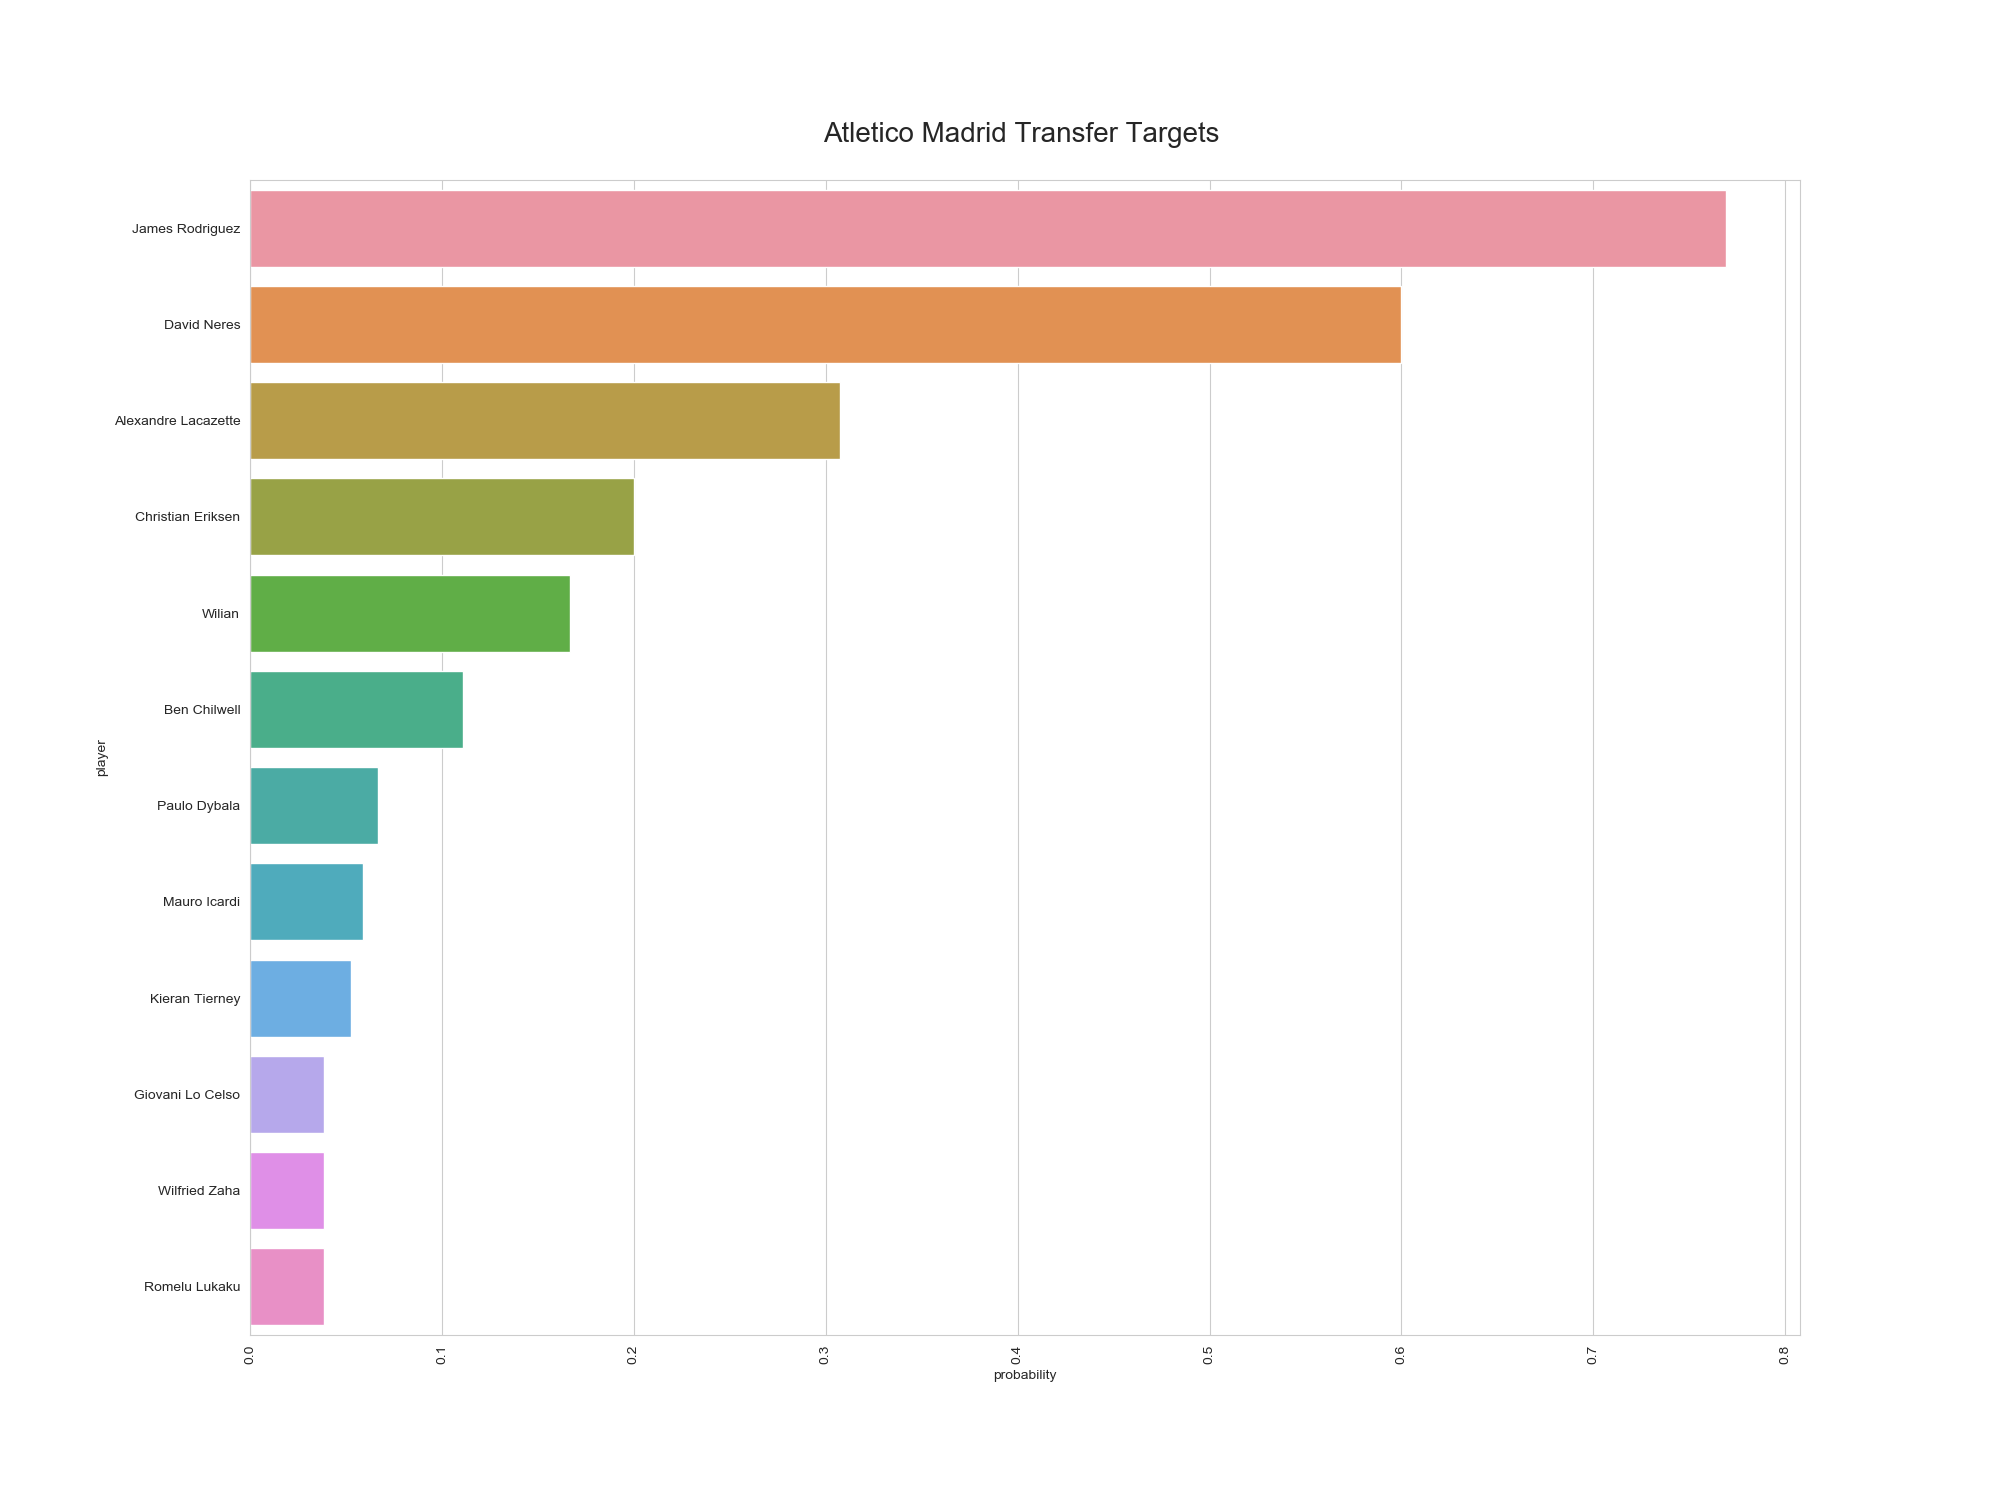 Atletico Madrid Transfer Targets
James Rodriguez
David Neres
Alexandre Lacazette
Christian Eriksen
Wilian
Ben Chilwell
player
Paulo Dybala
Mauro Icardi
Kieran Tierney
Giovani Lo Celso
Wilfried Zaha
Romelu Lukaku
0.0 0.1 0.2 0.3 0.4 0.5 0.6 0.7 0.8
probability